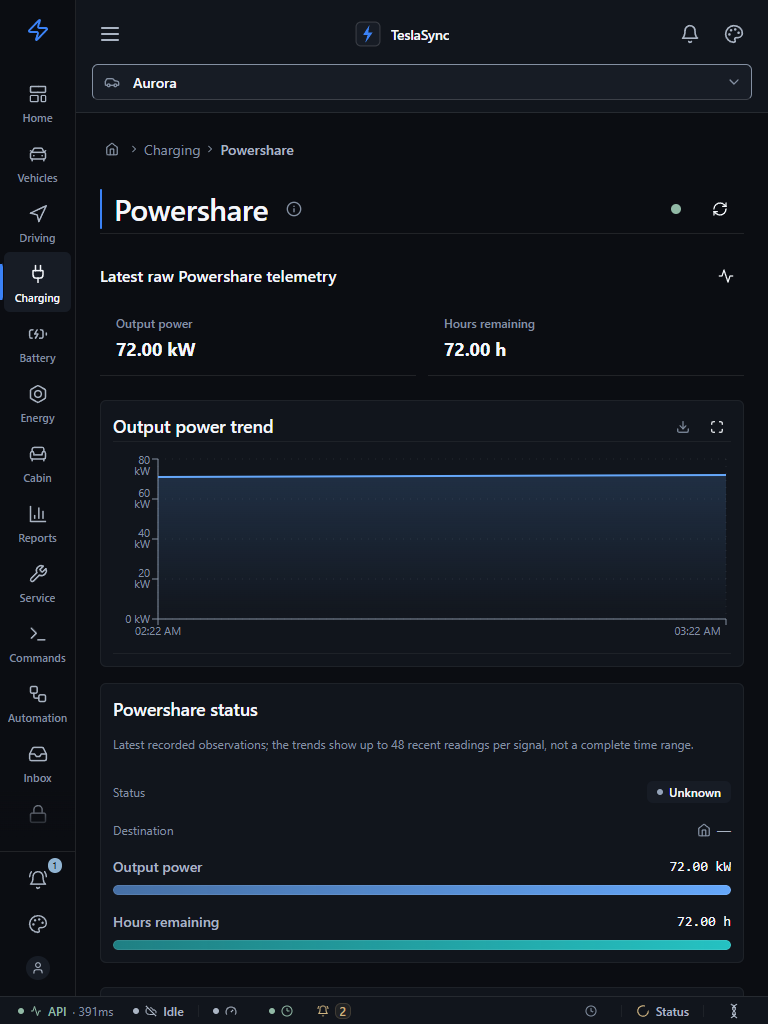 TeslaSync
Aurora
Home
Vehicles
Driving
Charging
Battery
Energy
Cabin
Reports
Service
Commands
Automation
Inbox
1
Charging
Powershare
Powershare
Latest raw Powershare telemetry
Output power
72.00 kW
Hours remaining
72.00 h
Output power trend
80
kW
60
kW
40
kW
20
kW
0 kW
02:22 AM
03:22 AM
Powershare status
Latest recorded observations; the trends show up to 48 recent readings per signal, not a complete time range.
Status
Unknown
Destination
—
Output power
72.00 kW
Hours remaining
72.00 h
API · 391ms
Idle
2
Status